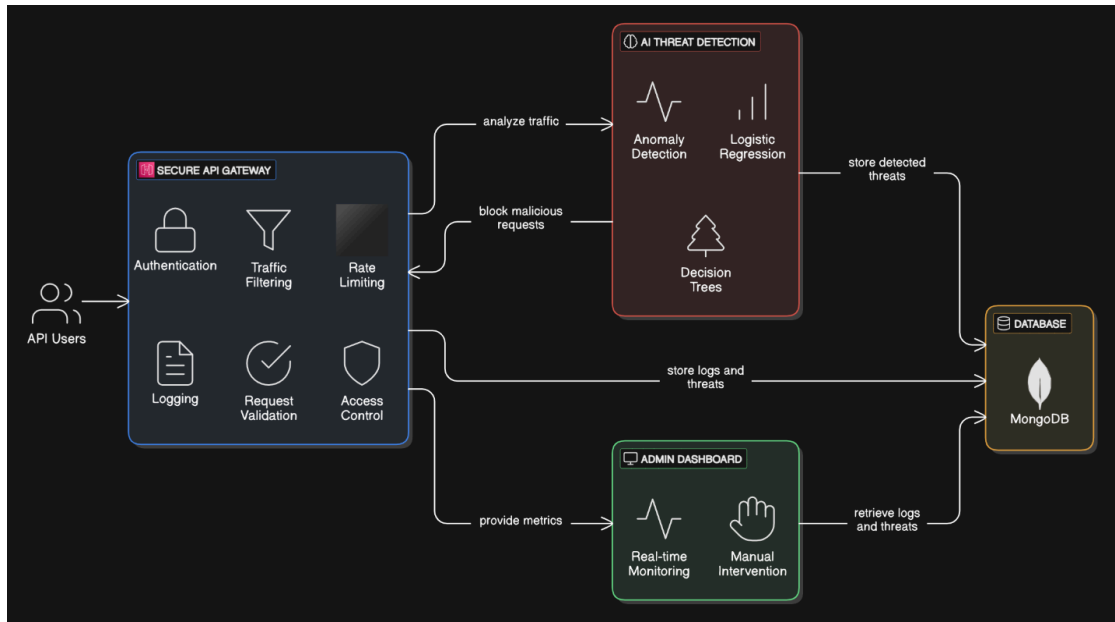 AI THREAT DETECTION
Anomaly
Detection
Logistic
Regression
Decision
Trees
analyze traffic
block malicious
requests
store detected
threats
SECURE API GATEWAY
Authentication
Traffic
Filtering
Rate
Limiting
Logging
Request
Validation
Access
Control
API Users
store logs and
threats
DATABASE
MongoDB
ADMIN DASHBOARD
Real-time
Monitoring
Manual
Intervention
provide metrics
retrieve logs
and threats